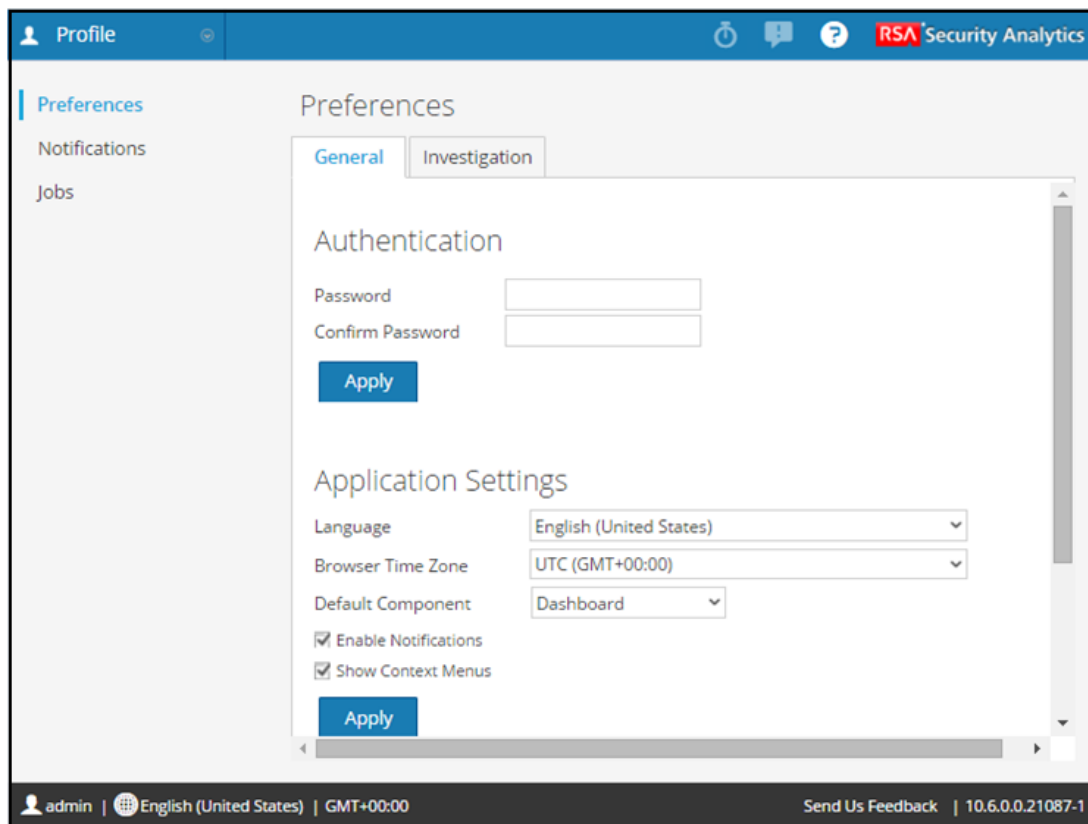 Profile
RSA Security Analytics
Preferences
Notifications
Jobs
Preferences
General
Investigation
Authentication
Password
Confirm Password
Apply
Application Settings
Language English (United States)
Browser Time Zone UTC (GMT+00:00)
Default Component Dashboard
Enable Notifications
Show Context Menus
Apply
admin | English (United States) | GMT+00:00
Send Us Feedback | 10.6.0.0.21087-1